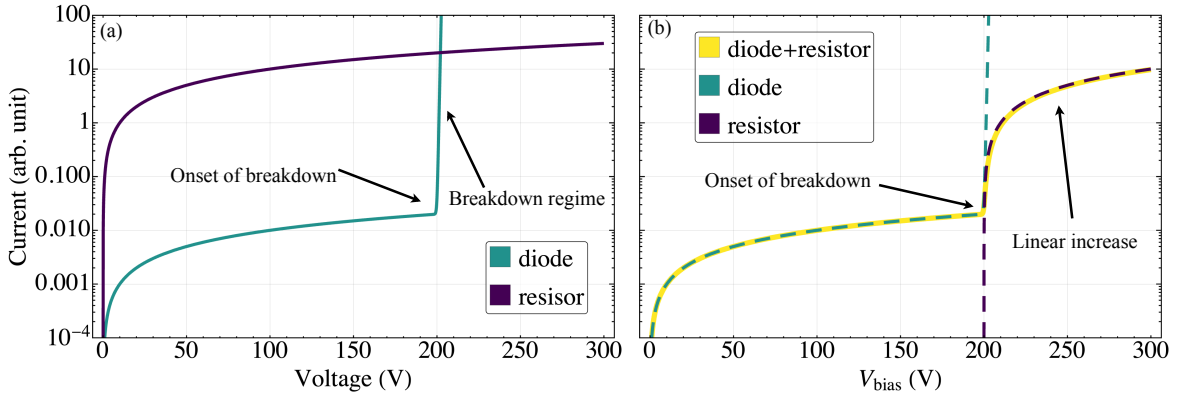 (a)
100
10
1
0.100
0.010
0.001
10−4
Current (arb. unit)
Onset of breakdown
Breakdown regime
diode
resisor
0 50 100 150 200 250 300
Voltage (V)
(b)
diode+resistor
diode
resistor
Onset of breakdown
Linear increase
0 50 100 150 200 250 300
Vbias (V)